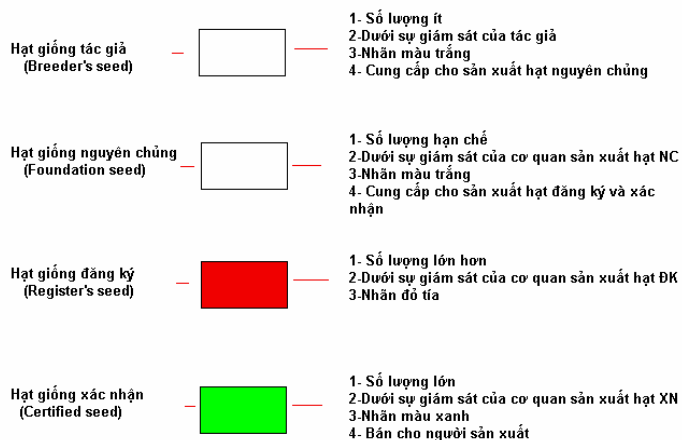 Hạt giống tác giả
(Breeder's seed)
1- Số lượng ít
2-Dưới sự giám sát của tác giả
3-Nhãn màu trắng
4- Cung cấp cho sản xuất hạt nguyên chủng
Hạt giống nguyên chủng
(Foundation seed)
1- Số lượng hạn chế
2-Dưới sự giám sát của cơ quan sản xuất hạt NC
3-Nhãn màu trắng
4- Cung cấp cho sản xuất hạt đăng ký và xác
nhận
Hạt giống đăng ký
(Register's seed)
1- Số lượng lớn hơn
2-Dưới sự giám sát của cơ quan sản xuất hạt ĐK
3-Nhãn đỏ tía
Hạt giống xác nhận
(Certified seed)
1- Số lượng lớn
2-Dưới sự giám sát của cơ quan sản xuất hạt XN
3-Nhãn màu xanh
4- Bán cho người sản xuất